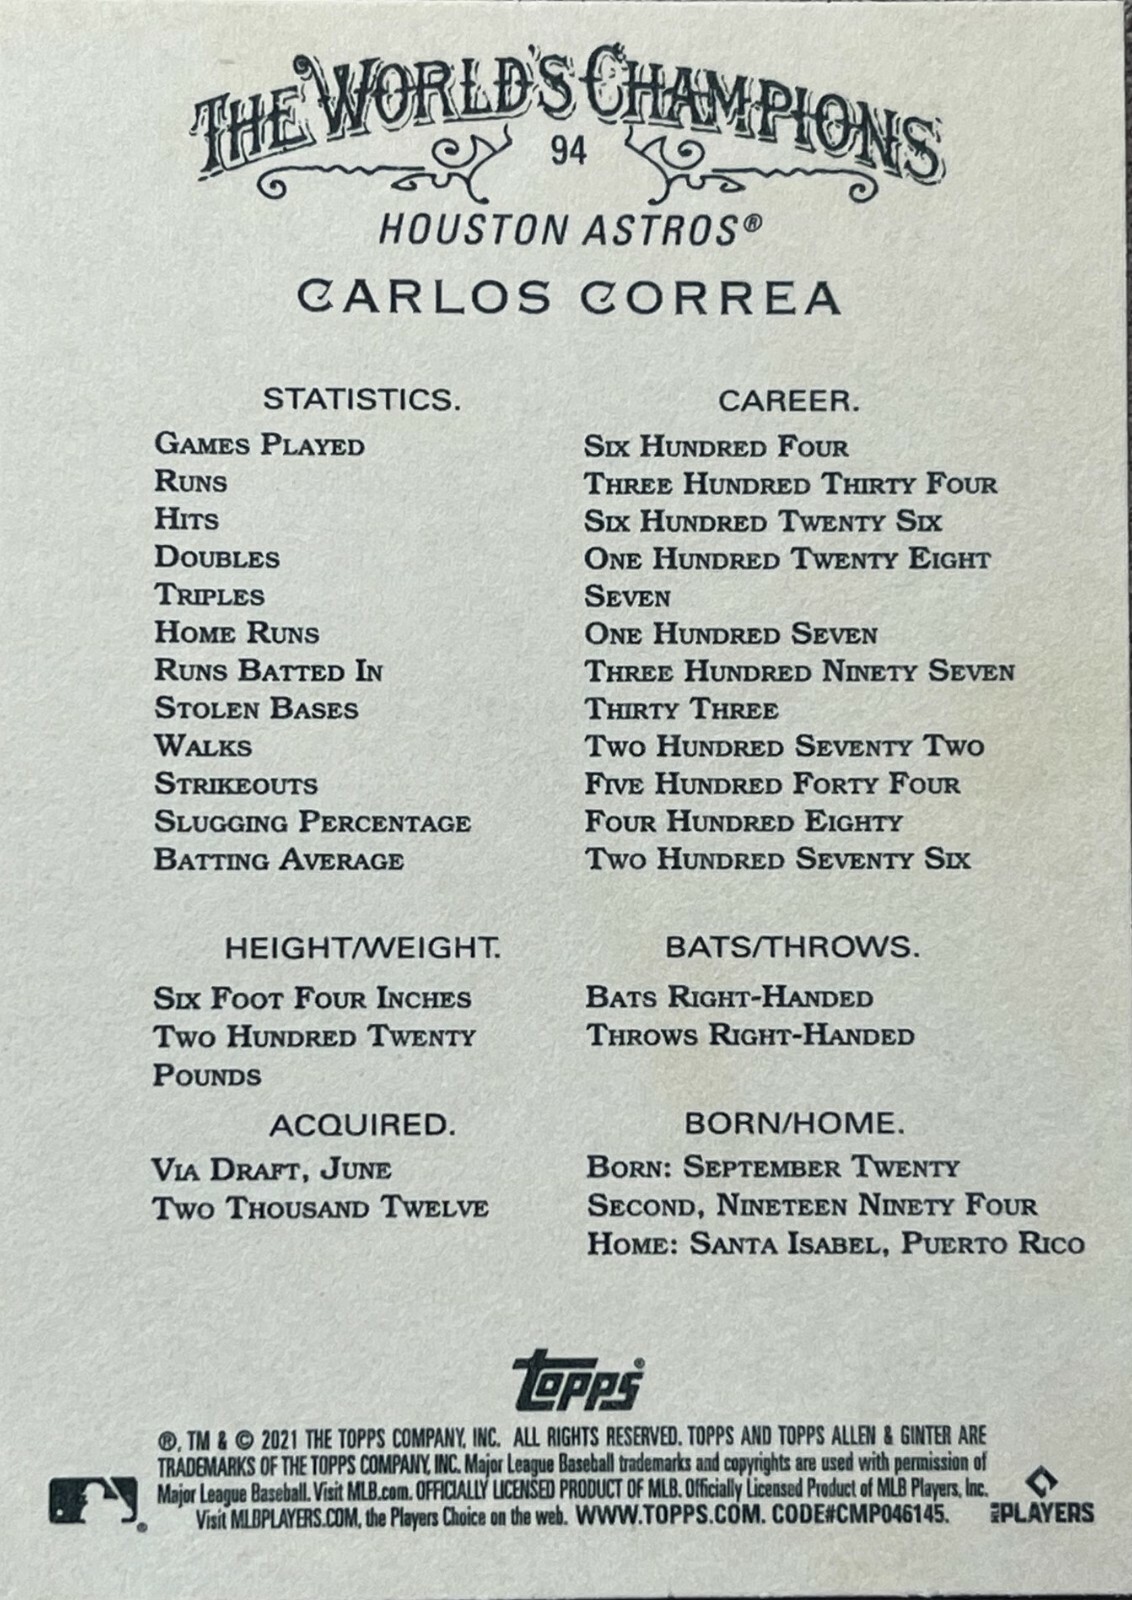 THE WORLD'S CHAMPIONS
94
HOUSTON ASTROS®
CARLOS CORREA
STATISTICS. CAREER.
GAMES PLAYED SIX HUNDRED FOUR
RUNS THREE HUNDRED THIRTY FOUR
HITS SIX HUNDRED TWENTY SIX
DOUBLES ONE HUNDRED TWENTY EIGHT
TRIPLES SEVEN
HOME RUNS ONE HUNDRED SEVEN
RUNS BATTED IN THREE HUNDRED NINETY SEVEN
STOLEN BASES THIRTY THREE
WALKS TWO HUNDRED SEVENTY TWO
STRIKEOUTS FIVE HUNDRED FORTY FOUR
SLUGGING PERCENTAGE FOUR HUNDRED EIGHTY
BATTING AVERAGE TWO HUNDRED SEVENTY SIX
HEIGHT/WEIGHT.
SIX FOOT FOUR INCHES
TWO HUNDRED TWENTY
POUNDS
BATS/THROWS.
BATS RIGHT-HANDED
THROWS RIGHT-HANDED
ACQUIRED.
VIA DRAFT, JUNE
TWO THOUSAND TWELVE
BORN/HOME.
BORN: SEPTEMBER TWENTY
SECOND, NINETEEN NINETY FOUR
HOME: SANTA ISABEL, PUERTO RICO
Topps®
®, TM & © 2021 THE TOPPS COMPANY, INC. ALL RIGHTS RESERVED. TOPPS AND TOPPS ALLEN & GINTER ARE
TRADEMARKS OF THE TOPPS COMPANY, INC. Major League Baseball trademarks and copyrights are used with permission of
Major League Baseball. Visit MLB.com. OFFICIALLY LICENSED PRODUCT OF MLB. Officially Licensed Product of MLB Players, Inc.
Visit MLBPLAYERS.COM, the Players Choice on the web. WWW.TOPPS.COM. CODE#CMP046145.
MLB PLAYERS